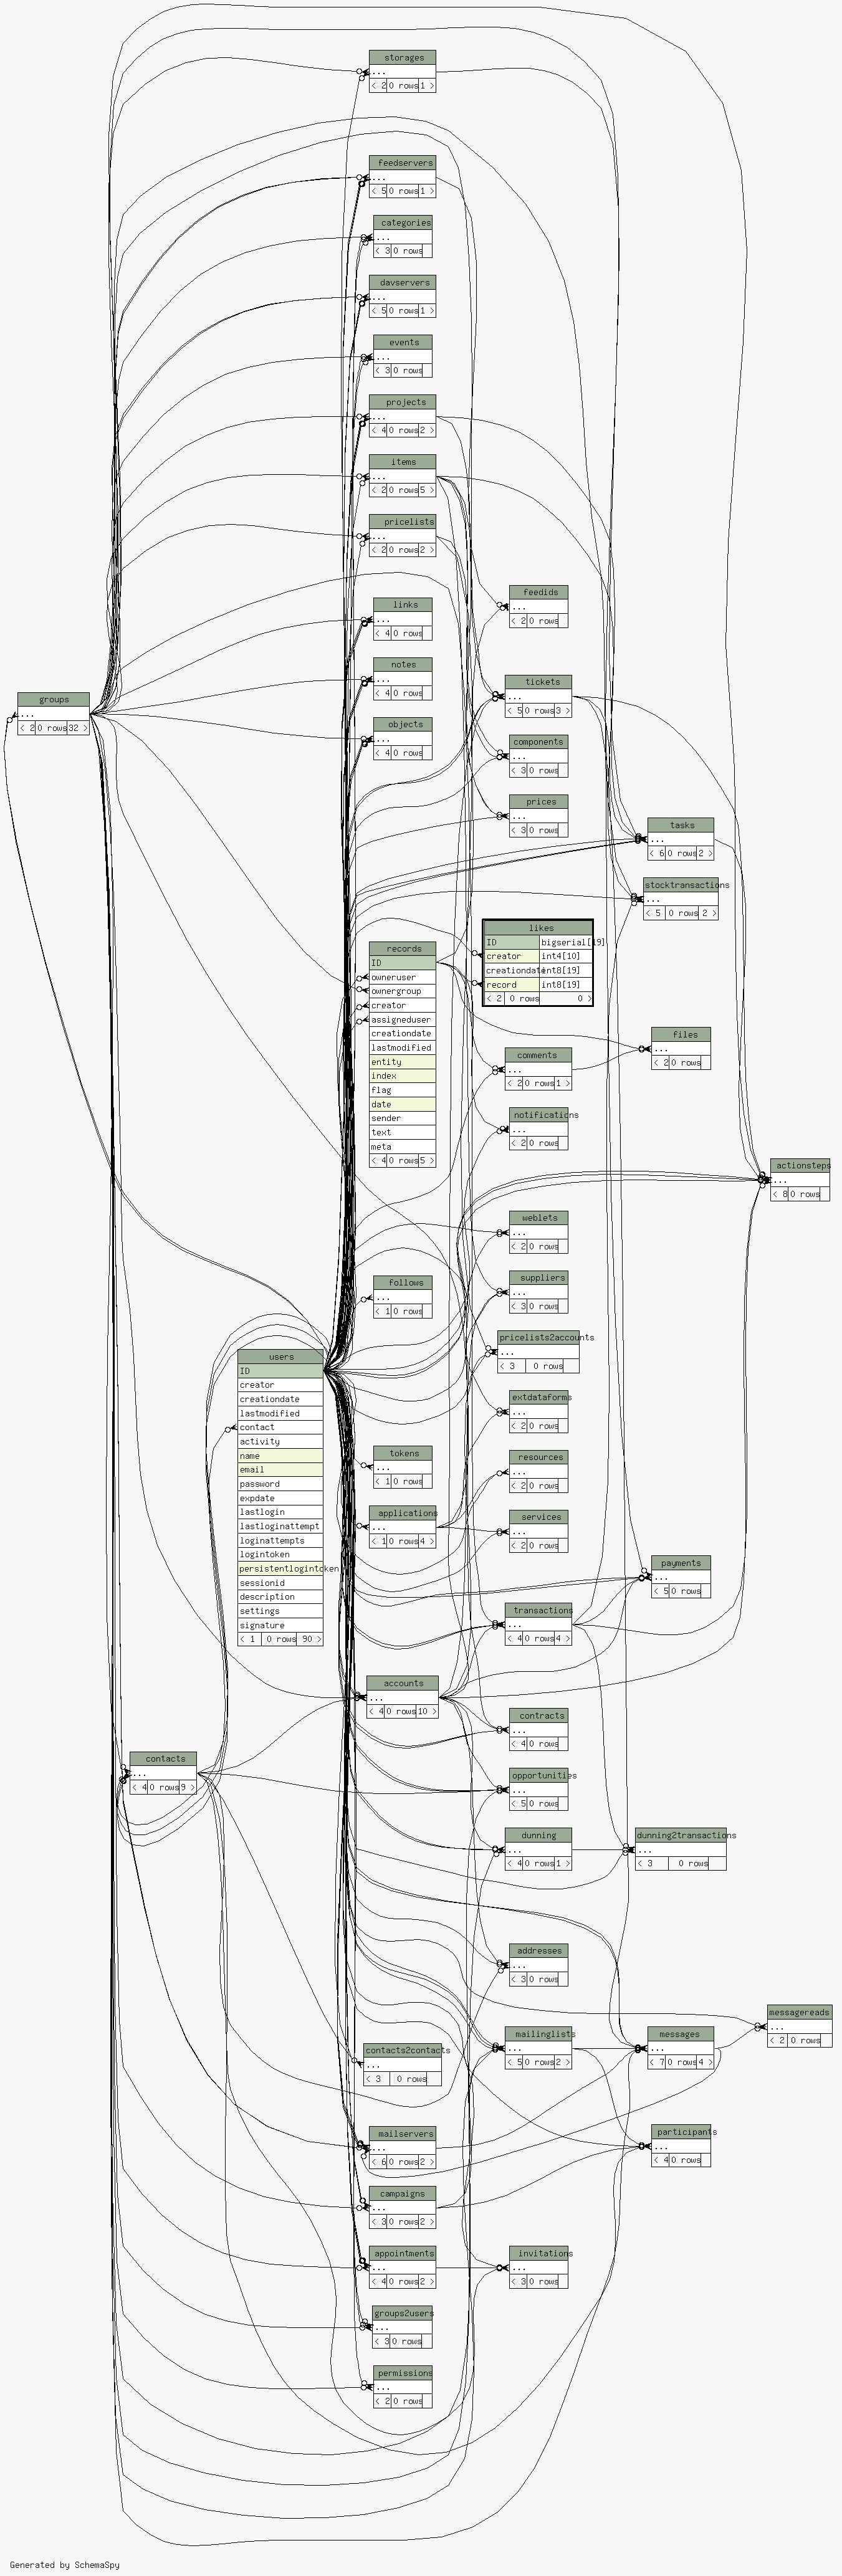 storages
...
< 2 0 rows 1 >
feedservers
...
< 5 0 rows 1 >
categories
...
< 3 0 rows
davservers
...
< 5 0 rows 1 >
events
...
< 3 0 rows
projects
...
< 4 0 rows 2 >
items
...
< 2 0 rows 5 >
pricelists
...
< 2 0 rows 2 >
feedids
...
< 2 0 rows
links
...
< 4 0 rows
notes
...
< 4 0 rows
groups
...
< 2 0 rows 32 >
tickets
...
< 5 0 rows 3 >
objects
...
< 4 0 rows
components
...
< 3 0 rows
prices
...
< 3 0 rows
tasks
...
< 6 0 rows 2 >
stocktransactions
...
< 5 0 rows 2 >
likes
ID bigserial[19]
creator int4[10]
creationdate int8[19]
record int8[19]
< 2 0 rows 0 >
records
ID
owneruser
ownergroup
creator
assigneduser
creationdate
lastmodified
entity
index
flag
date
sender
text
meta
< 4 0 rows 5 >
files
...
< 2 0 rows
comments
...
< 2 0 rows 1 >
notifications
...
< 2 0 rows
actionsteps
...
< 8 0 rows
weblets
...
< 2 0 rows
suppliers
...
< 3 0 rows
follows
...
< 1 0 rows
pricelists2accounts
...
< 3 0 rows
users
ID
creator
creationdate
lastmodified
contact
activity
name
email
password
expdate
lastlogin
lastloginattempt
loginattempts
logintoken
persistentlogintoken
sessionid
description
settings
signature
< 1 0 rows 90 >
extdataforms
...
< 2 0 rows
tokens
...
< 1 0 rows
resources
...
< 2 0 rows
applications
...
< 1 0 rows 4 >
services
...
< 2 0 rows
payments
...
< 5 0 rows
transactions
...
< 4 0 rows 4 >
accounts
...
< 4 0 rows 10 >
contracts
...
< 4 0 rows
contacts
...
< 4 0 rows 9 >
opportunities
...
< 5 0 rows
dunning
...
< 4 0 rows 1 >
dunning2transactions
...
< 3 0 rows
addresses
...
< 3 0 rows
messagereads
...
< 2 0 rows
mailinglists
...
< 5 0 rows 2 >
messages
...
< 7 0 rows 4 >
contacts2contacts
...
< 3 0 rows
mailservers
...
< 6 0 rows 2 >
participants
...
< 4 0 rows
campaigns
...
< 3 0 rows 2 >
appointments
...
< 4 0 rows 2 >
invitations
...
< 3 0 rows
groups2users
...
< 3 0 rows
permissions
...
< 2 0 rows
Generated by SchemaSpy